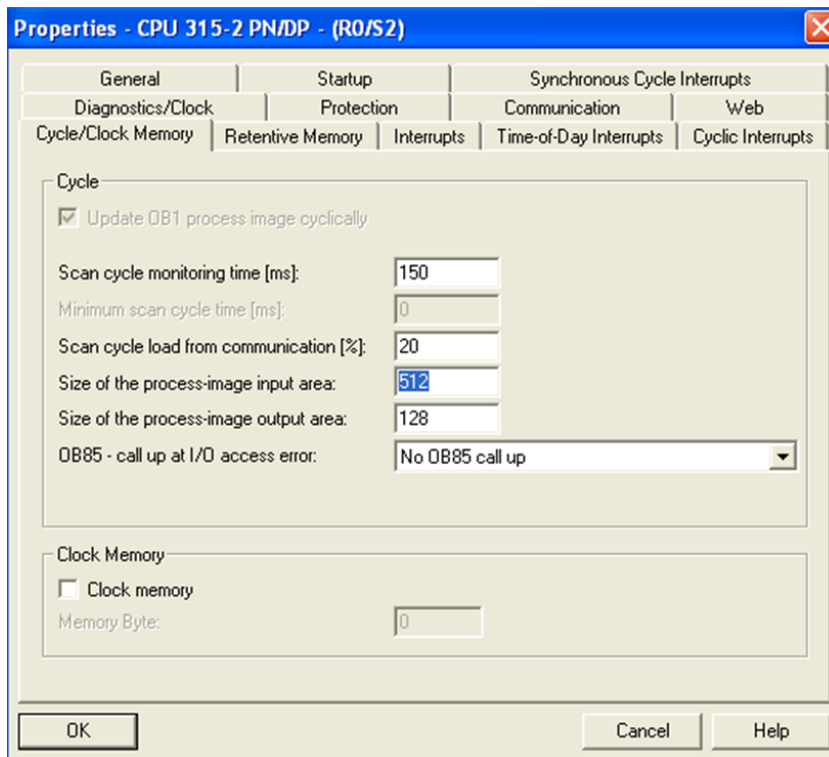 Properties - CPU 315-2 PN/DP - (R0/S2)
General Startup Synchronous Cycle Interrupts
Diagnostics/Clock Protection Communication Web
Cycle/Clock Memory Retentive Memory Interrupts Time-of-Day Interrupts Cyclic Interrupts
Cycle
Update OB1 process image cyclically
Scan cycle monitoring time [ms]: 150
Minimum scan cycle time [ms]: 0
Scan cycle load from communication [%]: 20
Size of the process-image input area: 512
Size of the process-image output area: 128
OB85 - call up at I/O access error: No OB85 call up
Clock Memory
Clock memory
Memory Byte: 0
OK Cancel Help